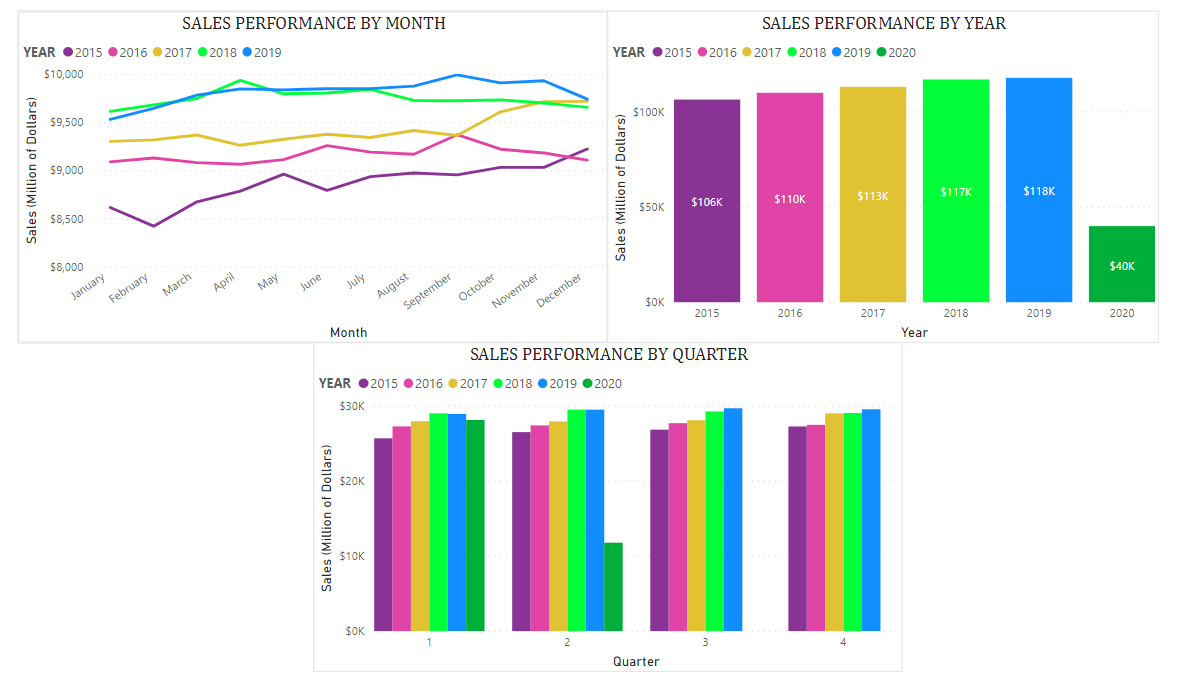 SALES PERFORMANCE BY MONTH
YEAR 2015 2016 2017 2018 2019
Sales (Million of Dollars)
$10,000
$9,500
$9,000
$8,500
$8,000
January February March April May June July August September October November December
Month
SALES PERFORMANCE BY YEAR
YEAR 2015 2016 2017 2018 2019 2020
Sales (Million of Dollars)
$100K
$50K
$0K
$106K $110K $113K $117K $118K $40K
2015 2016 2017 2018 2019 2020
Year
SALES PERFORMANCE BY QUARTER
YEAR 2015 2016 2017 2018 2019 2020
Sales (Million of Dollars)
$30K
$20K
$10K
$0K
1 2 3 4
Quarter